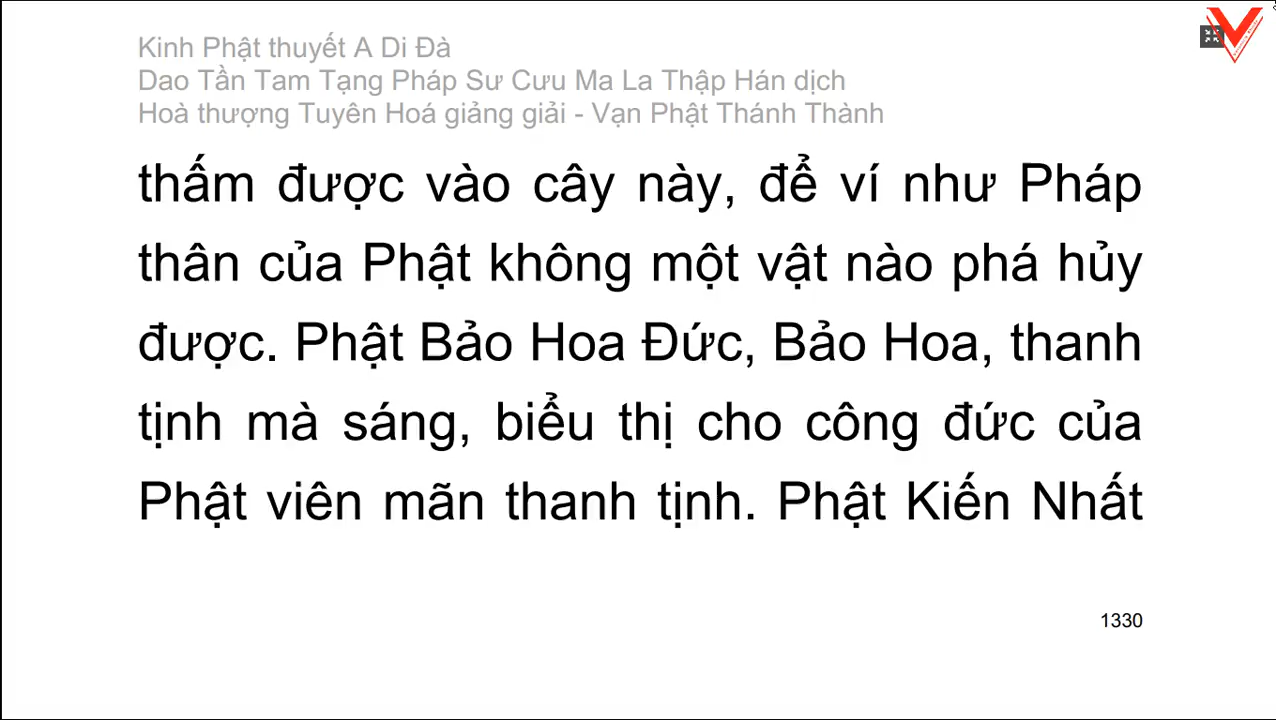 Kinh Phật thuyết A Di Đà
Dao Tần Tam Tạng Pháp Sư Cưu Ma La Thập Hán dịch
Hoà thượng Tuyên Hoá giảng giải - Vạn Phật Thánh Thành
thấm được vào cây này, để ví như Pháp
thân của Phật không một vật nào phá hủy
được. Phật Bảo Hoa Đức, Bảo Hoa, thanh
tịnh mà sáng, biểu thị cho công đức của
Phật viên mãn thanh tịnh. Phật Kiến Nhất
1330